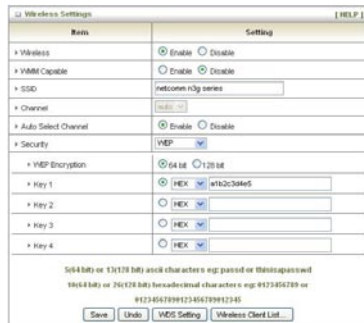 Wireless Settings [ HELP ]
Item Setting
Wireless Enable Disable
WMM Capable Enable Disable
SSID netcomm n3g series
Channel auto
Auto Select Channel Enable Disable
Security WEP
WEP Encryption 64 bit 128 bit
Key 1 HEX a1b2c3d4e5
Key 2 HEX
Key 3 HEX
Key 4 HEX
5(64 bit) or 13(128 bit) ascii characters eg: passd or thisisapasswd
10(64 bit) or 26(128 bit) hexadecimal characters eg: 0123456789 or
01234567890123456789012345
Save Undo WDS Setting Wireless Client List...